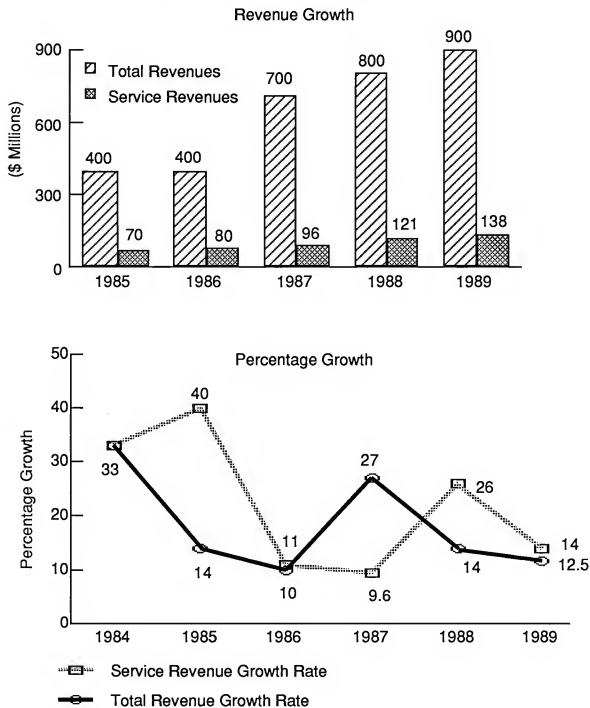 Revenue Growth
($ Millions)
900
600
300
0
Total Revenues
Service Revenues
400 400 700 800 900
70 80 96 121 138
1985 1986 1987 1988 1989
Percentage Growth
Percentage Growth
50
40
30
20
10
0
33
40
14
11
10
27
9.6
26
14
14
12.5
1984 1985 1986 1987 1988 1989
Service Revenue Growth Rate
Total Revenue Growth Rate